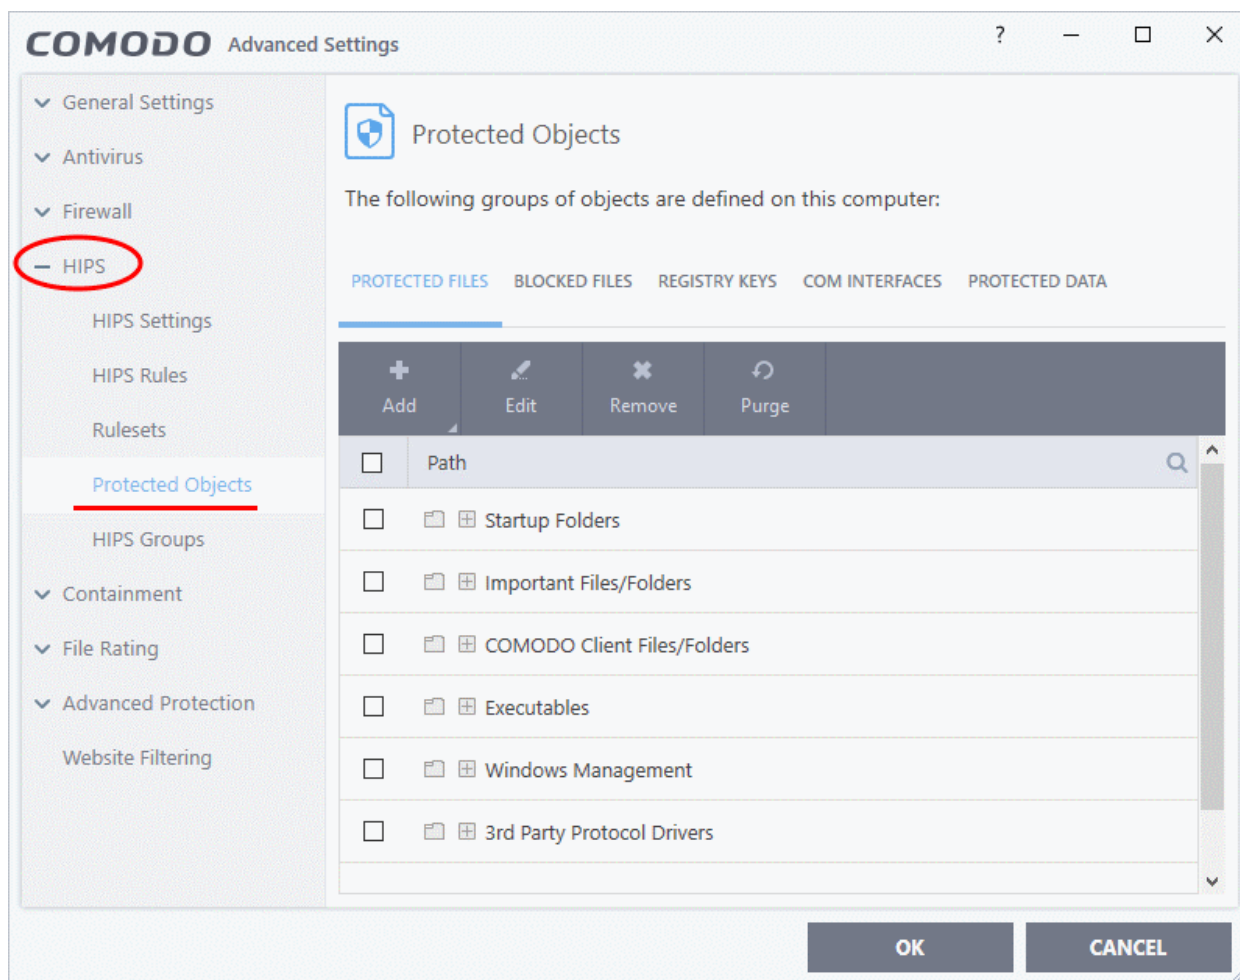 COMODO Advanced Settings ?
General Settings
Antivirus
Firewall
HIPS
HIPS Settings
HIPS Rules
Rulesets
Protected Objects
HIPS Groups
Containment
File Rating
Advanced Protection
Website Filtering
Protected Objects
The following groups of objects are defined on this computer:
PROTECTED FILES BLOCKED FILES REGISTRY KEYS COM INTERFACES PROTECTED DATA
Add Edit Remove Purge
Path
Startup Folders
Important Files/Folders
COMODO Client Files/Folders
Executables
Windows Management
3rd Party Protocol Drivers
OK CANCEL